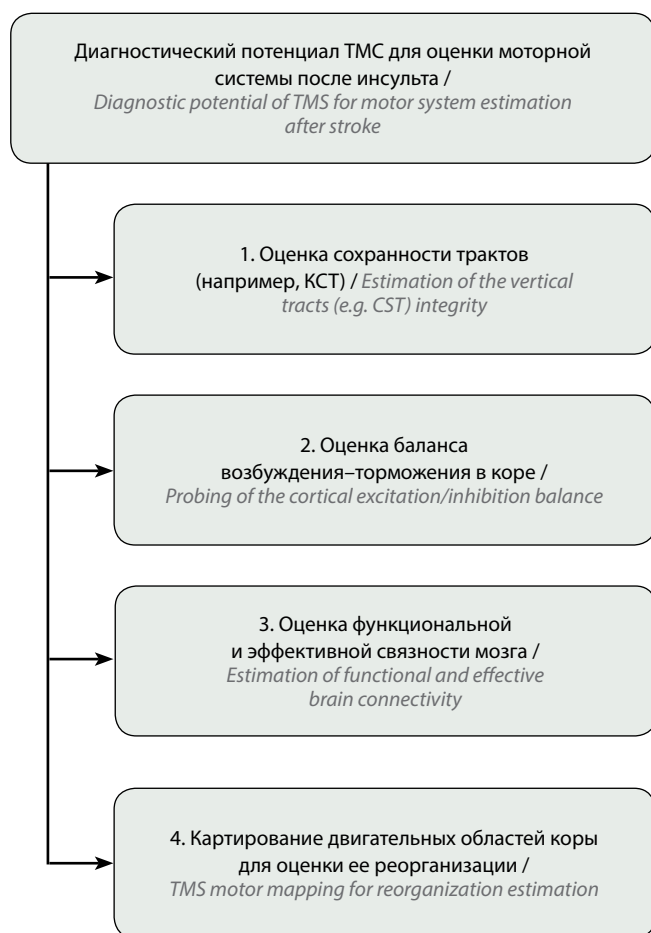 Диагностический потенциал ТМС для оценки моторной
системы после инсульта /
Diagnostic potential of TMS for motor system estimation
after stroke
1. Оценка сохранности трактов
(например, КСТ) / Estimation of the vertical
tracts (e.g. CST) integrity
2. Оценка баланса
возбуждения–торможения в коре /
Probing of the cortical excitation/inhibition balance
3. Оценка функциональной
и эффективной связности мозга /
Estimation of functional and effective
brain connectivity
4. Картирование двигательных областей коры
для оценки ее реорганизации /
TMS motor mapping for reorganization estimation